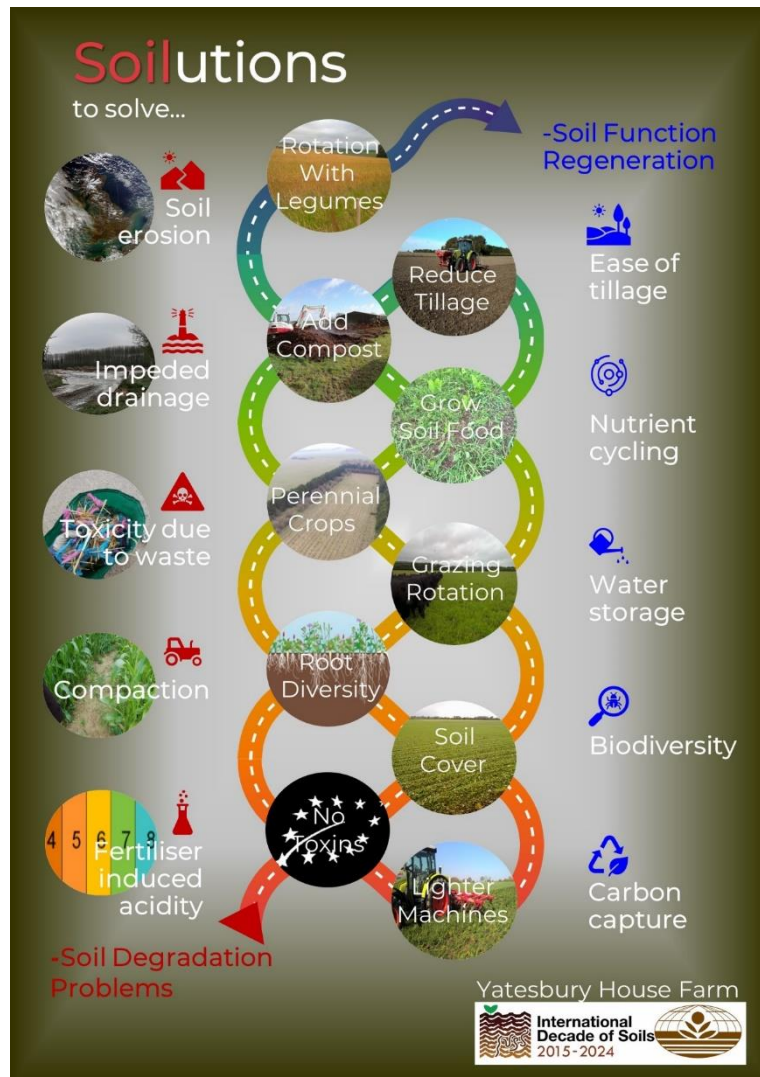 Soilutions
to solve...
Soil
erosion
Impeded
drainage
Toxicity due
to waste
Compaction
4 5 6 7 8
Fertiliser
induced
acidity
-Soil Degradation
Problems
Rotation
With
Legumes
Reduce
Tillage
Add
Compost
Grow
Soil Food
Perennial
Crops
Grazing
Rotation
Root
Diversity
Soil
Cover
No
Toxins
Lighter
Machines
-Soil Function
Regeneration
Ease of
tillage
Nutrient
cycling
Water
storage
Biodiversity
Carbon
capture
Yatesbury House Farm
International
Decade of Soils
2015-2024